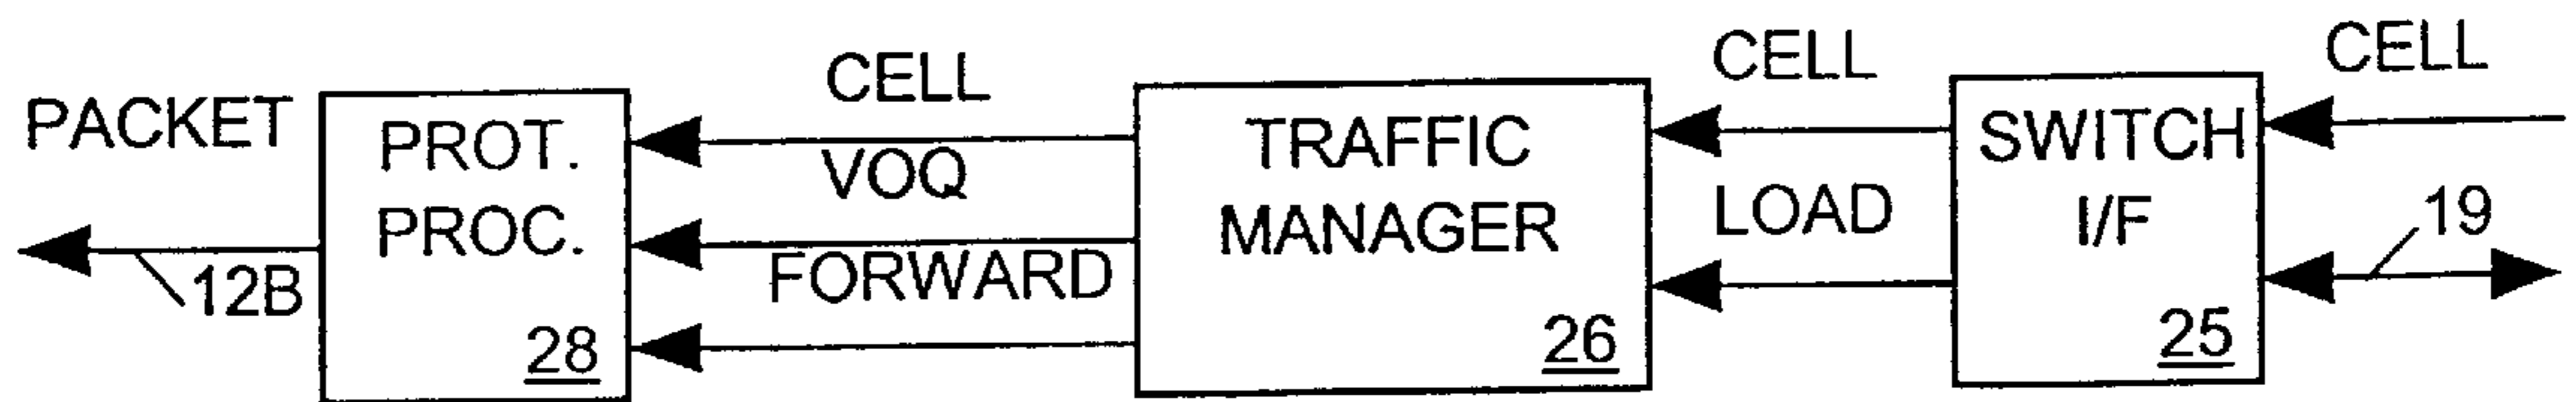 PACKET
12B
PROT.
PROC.
28
CELL
VOQ
FORWARD
TRAFFIC
MANAGER
26
CELL
LOAD
SWITCH
I/F
25
CELL
19